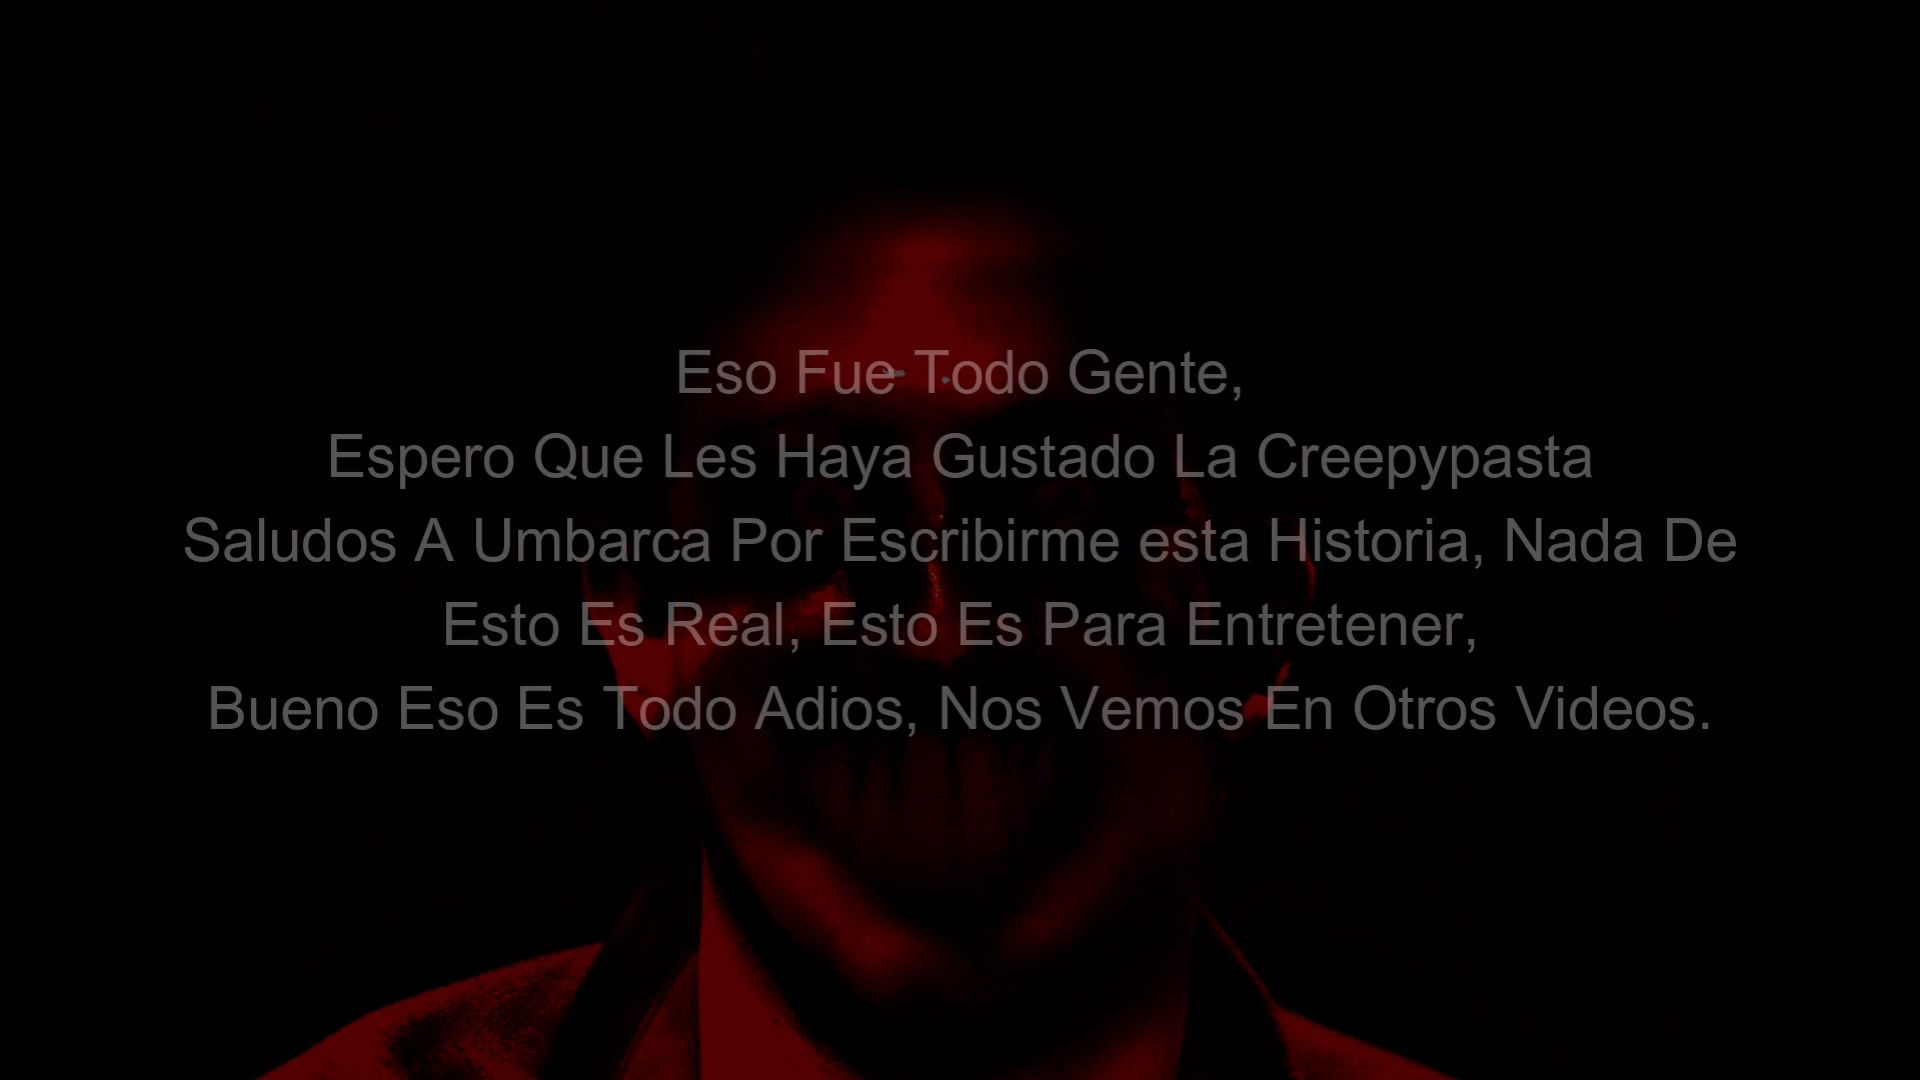 Eso Fue Todo Gente,
Espero Que Les Haya Gustado La Creepypasta
Saludos A Umbarca Por Escribirme esta Historia, Nada De
Esto Es Real, Esto Es Para Entretener,
Bueno Eso Es Todo Adios, Nos Vemos En Otros Videos.